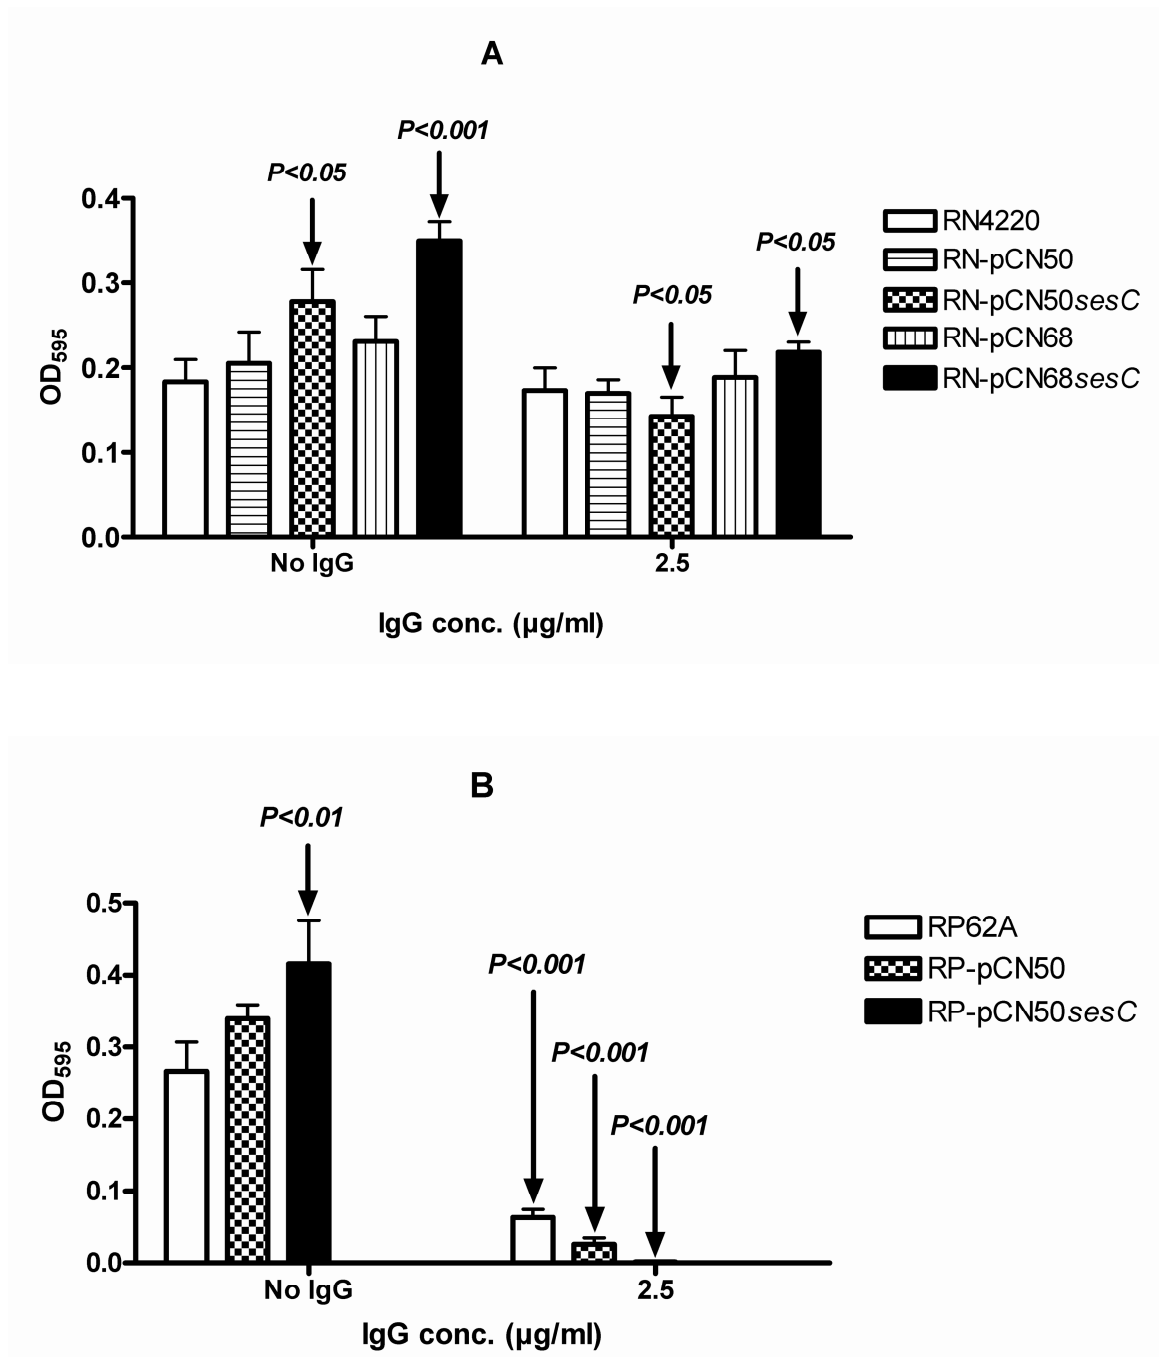 A
P<0.001
P<0.05
0.4
RN4220
P<0.05
RN-pCN50
0.3
P<0.05
RN-pCN50sesC
RN-pCN68
OD595
0.2
RN-pCN68sesC
0.1
0.0
No IgG
2.5
IgG conc. (µg/ml)
B
P<0.01
0.5
RP62A
P<0.001
0.4
RP-pCN50
RP-pCN50sesC
0.3
P<0.001
OD595
0.2
P<0.001
0.1
0.0
No IgG
2.5
IgG conc. (µg/ml)